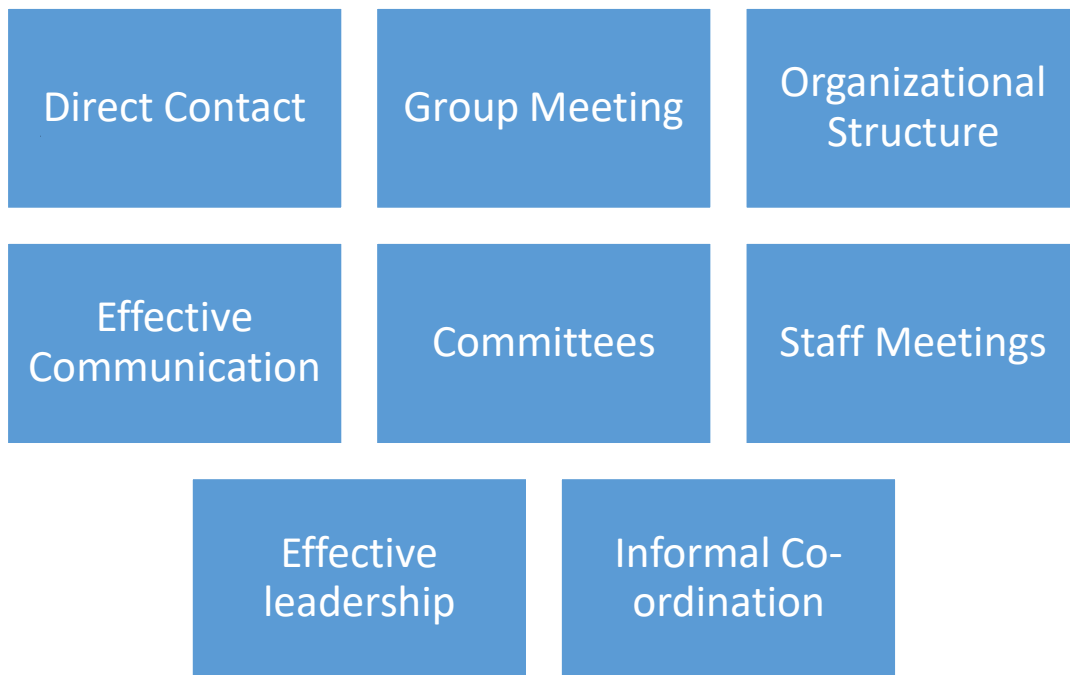 Direct Contact
Group Meeting
Organizational
Structure
Effective
Communication
Committees
Staff Meetings
Effective
leadership
Informal Co-
ordination